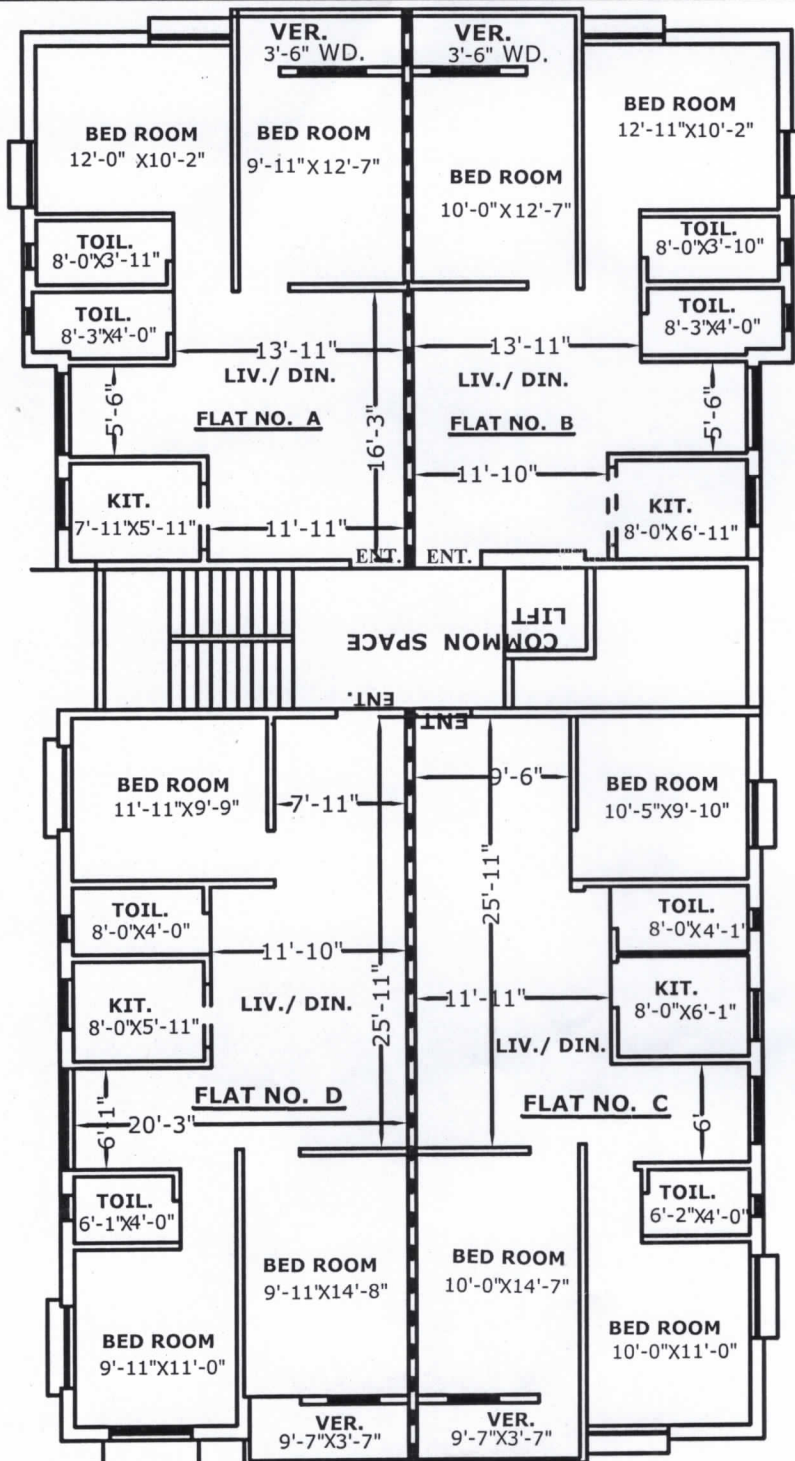 VER.
3'-6" WD.
VER.
3'-6" WD.
BED ROOM
12'-0" X10'-2"
BED ROOM
9'-11"X12'-7"
BED ROOM
10'-0"X12'-7"
BED ROOM
12'-11"X10'-2"
TOIL.
8'-0"X3'-11"
TOIL.
8'-3"X4'-0"
TOIL.
8'-0"X3'-10"
TOIL.
8'-3"X4'-0"
13'-11"
13'-11"
LIV./ DIN.
LIV./ DIN.
5'-6"
FLAT NO. A
16'-3"
FLAT NO. B
5'-6"
11'-10"
KIT.
7'-11"X5'-11"
11'-11"
KIT.
8'-0"X6'-11"
ENT.
ENT.
LIFT
COMMON SPACE
ENT.
ENT
BED ROOM
11'-11"X9'-9"
7'-11"
9'-6"
BED ROOM
10'-5"X9'-10"
25'-11"
TOIL.
8'-0"X4'-0"
TOIL.
8'-0"X4'-1'
11'-10"
KIT.
8'-0"X5'-11"
LIV./ DIN.
25'-11"
11'-11"
KIT.
8'-0"X6'-1"
LIV./ DIN.
FLAT NO. D
FLAT NO. C
6'-1"
20'-3"
6'
TOIL.
6'-1"X4'-0"
TOIL.
6'-2"X4'-0"
BED ROOM
9'-11"X14'-8"
BED ROOM
10'-0"X14'-7"
BED ROOM
9'-11"X11'-0"
BED ROOM
10'-0"X11'-0"
VER.
9'-7"X3'-7"
VER.
9'-7"X3'-7"